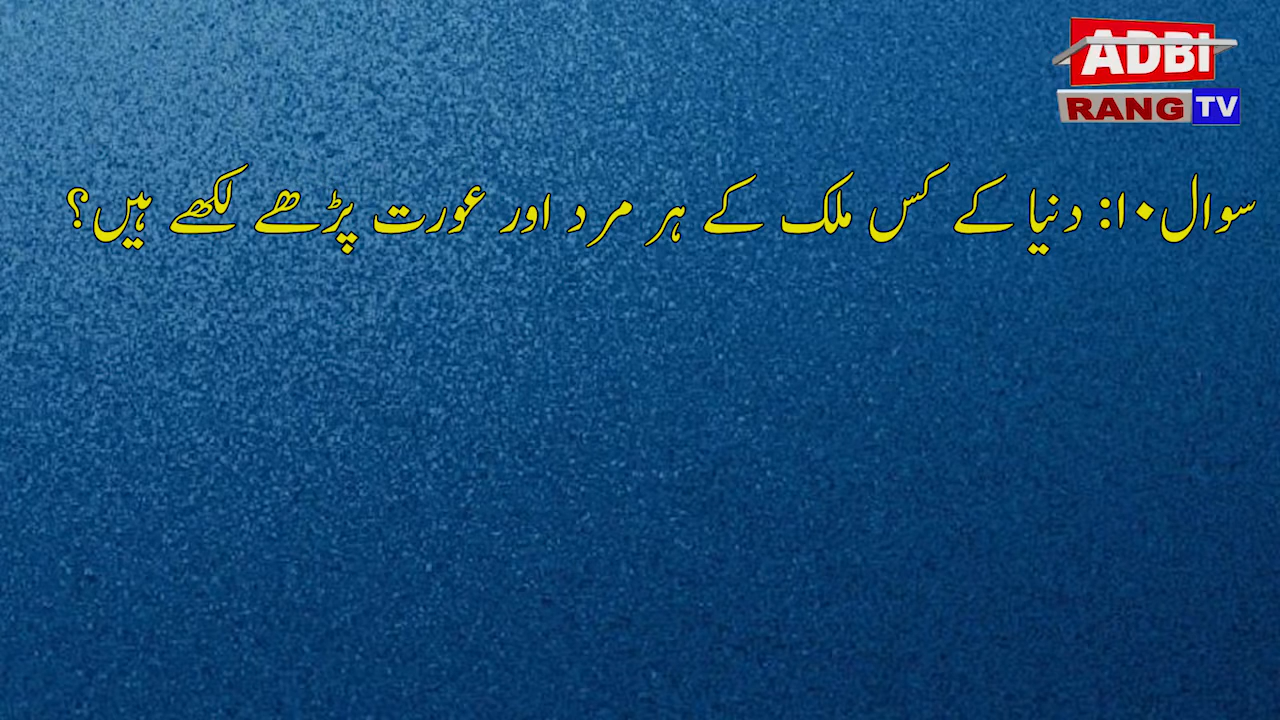 ADBI
RANG TV
سوال۱۰: دنیا کے کس ملک کے ہر مرد اور عورت پڑھے لکھے ہیں؟